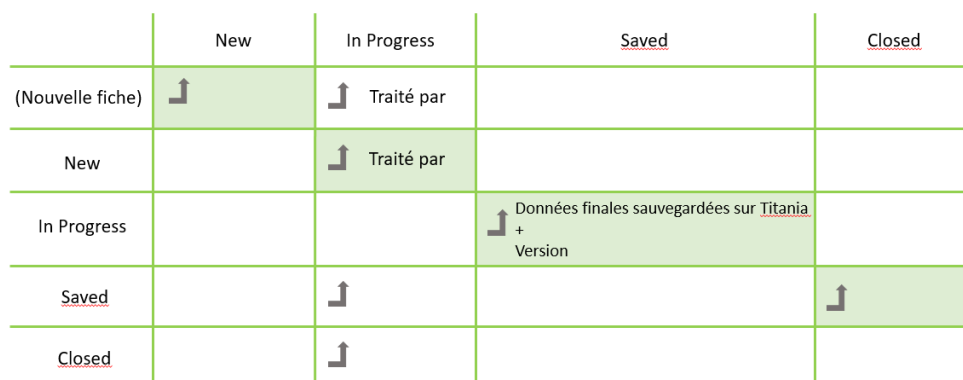 New In Progress Saved Closed
(Nouvelle fiche) Traité par
New Traité par
In Progress Données finales sauvegardées sur Titania
+
Version
Saved
Closed